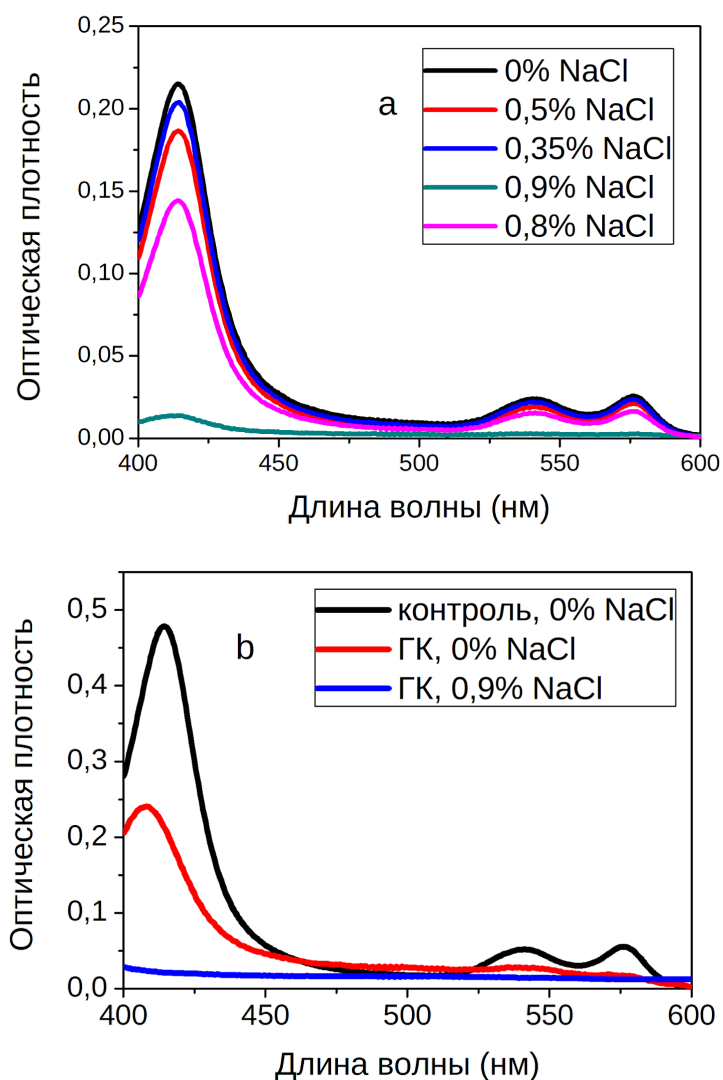 0,25
0,20
0,15
0,10
0,05
0,00
Оптическая плотность
a
0% NaCl
0,5% NaCl
0,35% NaCl
0,9% NaCl
0,8% NaCl
400 450 500 550 600
Длина волны (нм)
0,5
0,4
0,3
0,2
0,1
0,0
Оптическая плотность
b
контроль, 0% NaCl
ГК, 0% NaCl
ГК, 0,9% NaCl
400 450 500 550 600
Длина волны (нм)